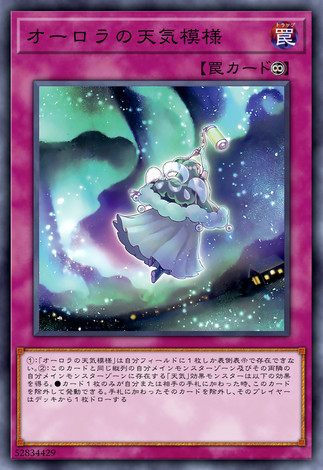 オーロラの天気模様
罠
トラップ
【罠カード】
①:「オーロラの天気模様」は自分フィールドに1枚しか表側表示で存在できな
い。②:このカードと同じ縦列の自分メインモンスターゾーン及びその両隣の
自分メインモンスターゾーンに存在する「天気」効果モンスターは以下の効果
を得る。●カード1枚のみが自分または相手の手札に加わった時、このカード
を除外して発動できる。手札に加わったそのカードを除外し、そのプレイヤー
はデッキから1枚ドローする
52834429